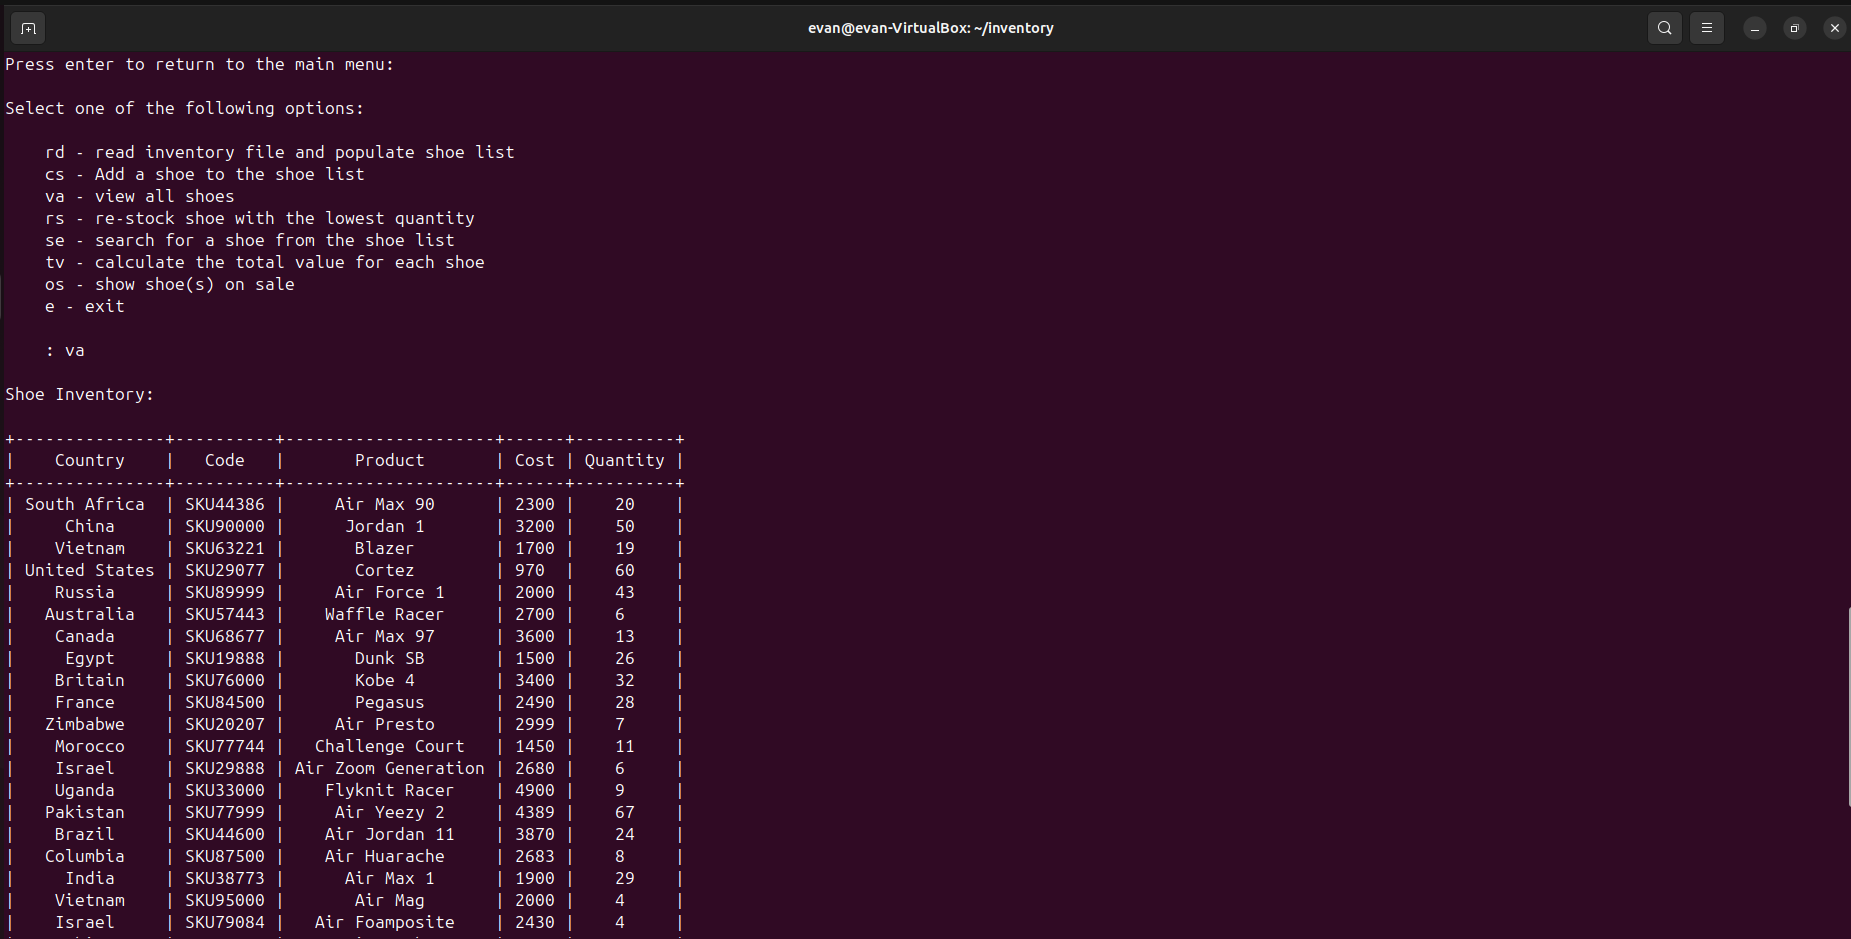 evan@evan-VirtualBox: ~/inventory
Press enter to return to the main menu:
Select one of the following options:
rd - read inventory file and populate shoe list
cs - Add a shoe to the shoe list
va - view all shoes
rs - re-stock shoe with the lowest quantity
se - search for a shoe from the shoe list
tv - calculate the total value for each shoe
os - show shoe(s) on sale
e - exit
: va
Shoe Inventory:
+---------------+----------+---------------------+------+----------+
|    Country    |   Code   |       Product       | Cost | Quantity |
+---------------+----------+---------------------+------+----------+
| South Africa  | SKU44386 |     Air Max 90      | 2300 |    20    |
|     China     | SKU90000 |      Jordan 1       | 3200 |    50    |
|    Vietnam    | SKU63221 |       Blazer        | 1700 |    19    |
| United States | SKU29077 |       Cortez        | 970  |    60    |
|    Russia     | SKU89999 |     Air Force 1     | 2000 |    43    |
|   Australia   | SKU57443 |    Waffle Racer     | 2700 |    6     |
|    Canada     | SKU68677 |     Air Max 97      | 3600 |    13    |
|     Egypt     | SKU19888 |       Dunk SB       | 1500 |    26    |
|    Britain    | SKU76000 |       Kobe 4        | 3400 |    32    |
|    France     | SKU84500 |       Pegasus       | 2490 |    28    |
|   Zimbabwe    | SKU20207 |     Air Presto      | 2999 |    7     |
|    Morocco    | SKU77744 |   Challenge Court   | 1450 |    11    |
|    Israel     | SKU29888 | Air Zoom Generation | 2680 |    6     |
|    Uganda     | SKU33000 |    Flyknit Racer    | 4900 |    9     |
|   Pakistan    | SKU77999 |     Air Yeezy 2     | 4389 |    67    |
|    Brazil     | SKU44600 |    Air Jordan 11    | 3870 |    24    |
|   Columbia    | SKU87500 |    Air Huarache     | 2683 |    8     |
|     India     | SKU38773 |      Air Max 1      | 1900 |    29    |
|    Vietnam    | SKU95000 |       Air Mag       | 2000 |    4     |
|    Israel     | SKU79084 |   Air Foamposite    | 2430 |    4     |